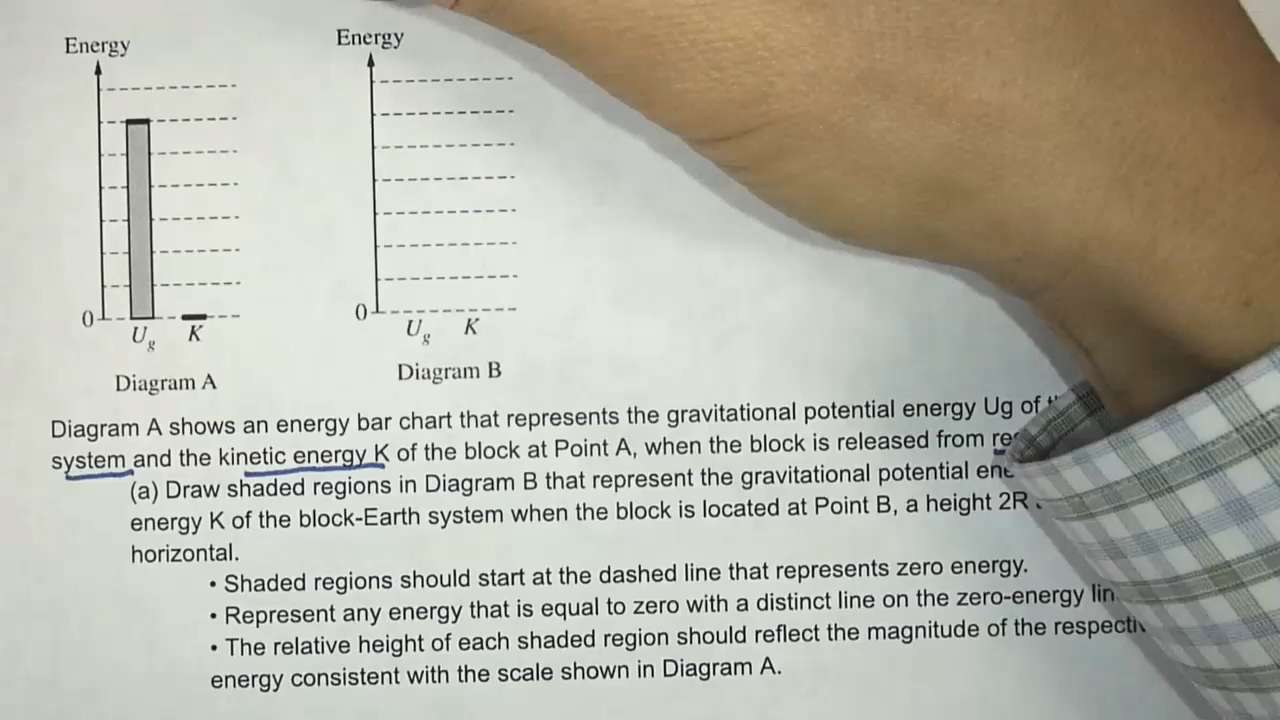 Energy
Energy
0
0
Ug K
Ug K
Diagram A
Diagram B
Diagram A shows an energy bar chart that represents the gravitational potential energy Ug of
system and the kinetic energy K of the block at Point A, when the block is released from
(a) Draw shaded regions in Diagram B that represent the gravitational potential
energy K of the block-Earth system when the block is located at Point B, a height 2R
horizontal.
• Shaded regions should start at the dashed line that represents zero energy.
• Represent any energy that is equal to zero with a distinct line on the zero-energy
• The relative height of each shaded region should reflect the magnitude of the
energy consistent with the scale shown in Diagram A.